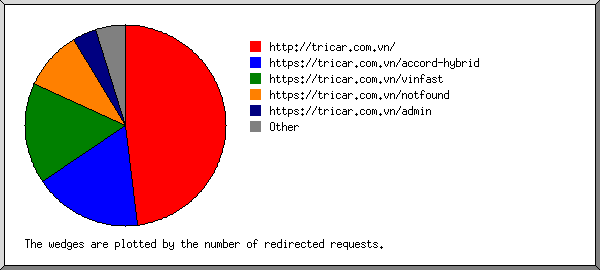 http://tricar.com.vn/
https://tricar.com.vn/accord-hybrid
https://tricar.com.vn/vinfast
https://tricar.com.vn/notfound
https://tricar.com.vn/admin
Other
The wedges are plotted by the number of redirected requests.